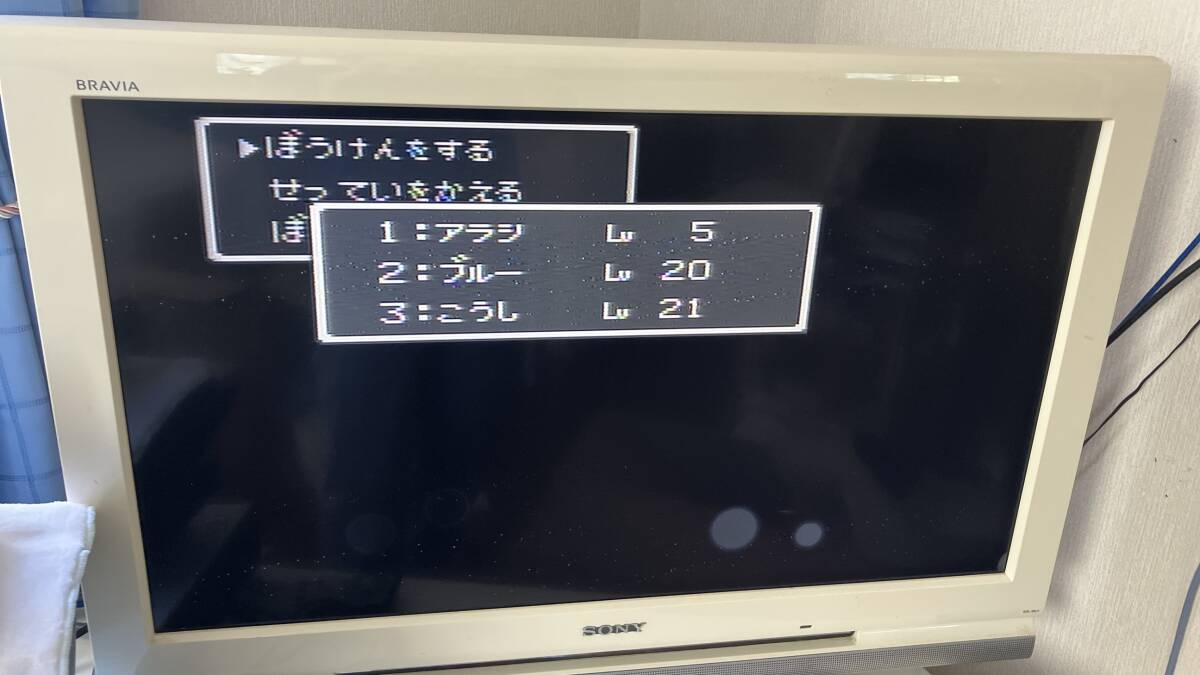 BRAVIA
▶ぼうけんをする
せっていをかえる
ぼ
1:アラジ Lv 5
2:ブルー Lv 20
3:こうし Lv 21
SONY